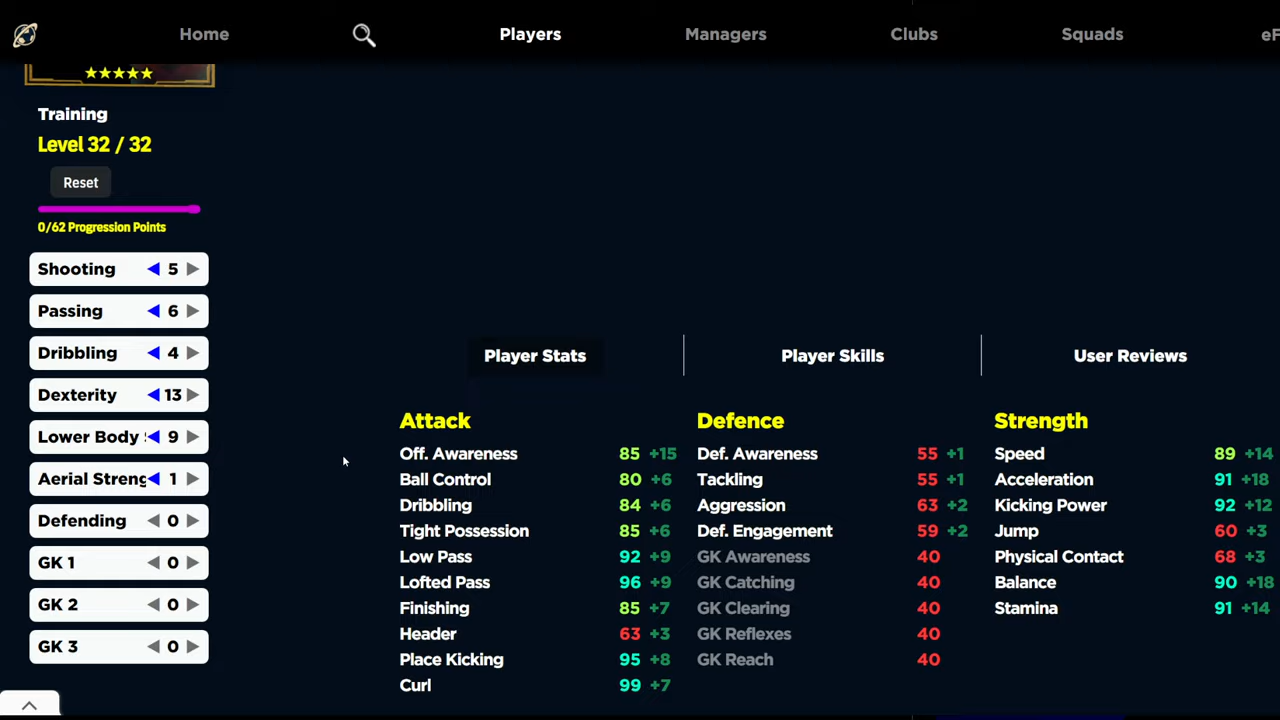 Home Players Managers Clubs Squads eF
★★★★★
Training
Level 32 / 32
Reset
0/62 Progression Points
Shooting 5
Passing 6
Dribbling 4
Dexterity 13
Lower Body 9
Aerial Streng 1
Defending 0
GK 1 0
GK 2 0
GK 3 0
Player Stats Player Skills User Reviews
Attack
Off. Awareness 85 +15
Ball Control 80 +6
Dribbling 84 +6
Tight Possession 85 +6
Low Pass 92 +9
Lofted Pass 96 +9
Finishing 85 +7
Header 63 +3
Place Kicking 95 +8
Curl 99 +7
Defence
Def. Awareness 55 +1
Tackling 55 +1
Aggression 63 +2
Def. Engagement 59 +2
GK Awareness 40
GK Catching 40
GK Clearing 40
GK Reflexes 40
GK Reach 40
Strength
Speed 89 +14
Acceleration 91 +18
Kicking Power 92 +12
Jump 60 +3
Physical Contact 68 +3
Balance 90 +18
Stamina 91 +14